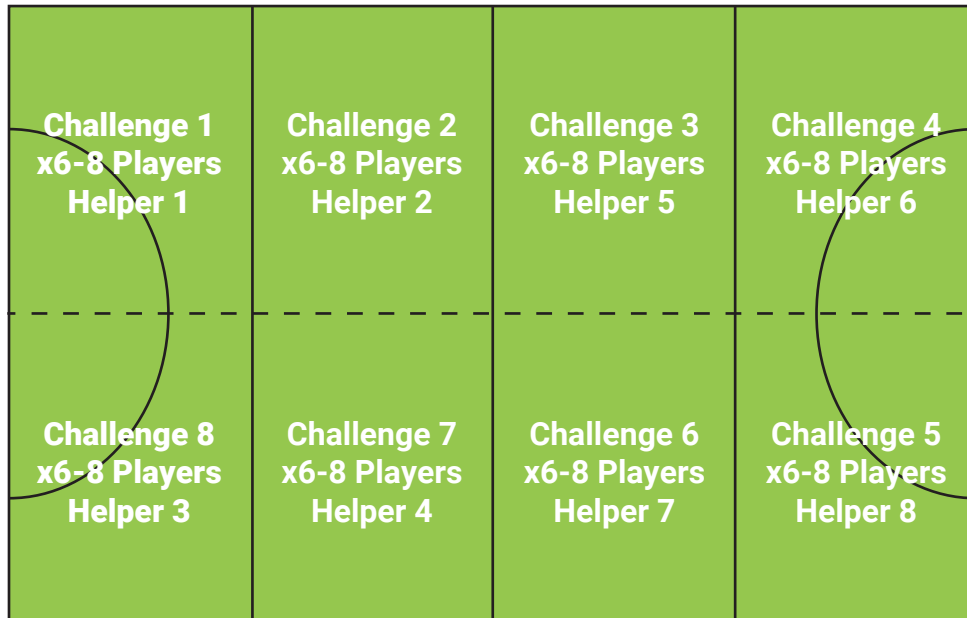 Challenge 1
x6-8 Players
Helper 1
Challenge 2
x6-8 Players
Helper 2
Challenge 3
x6-8 Players
Helper 5
Challenge 4
x6-8 Players
Helper 6
Challenge 8
x6-8 Players
Helper 3
Challenge 7
x6-8 Players
Helper 4
Challenge 6
x6-8 Players
Helper 7
Challenge 5
x6-8 Players
Helper 8